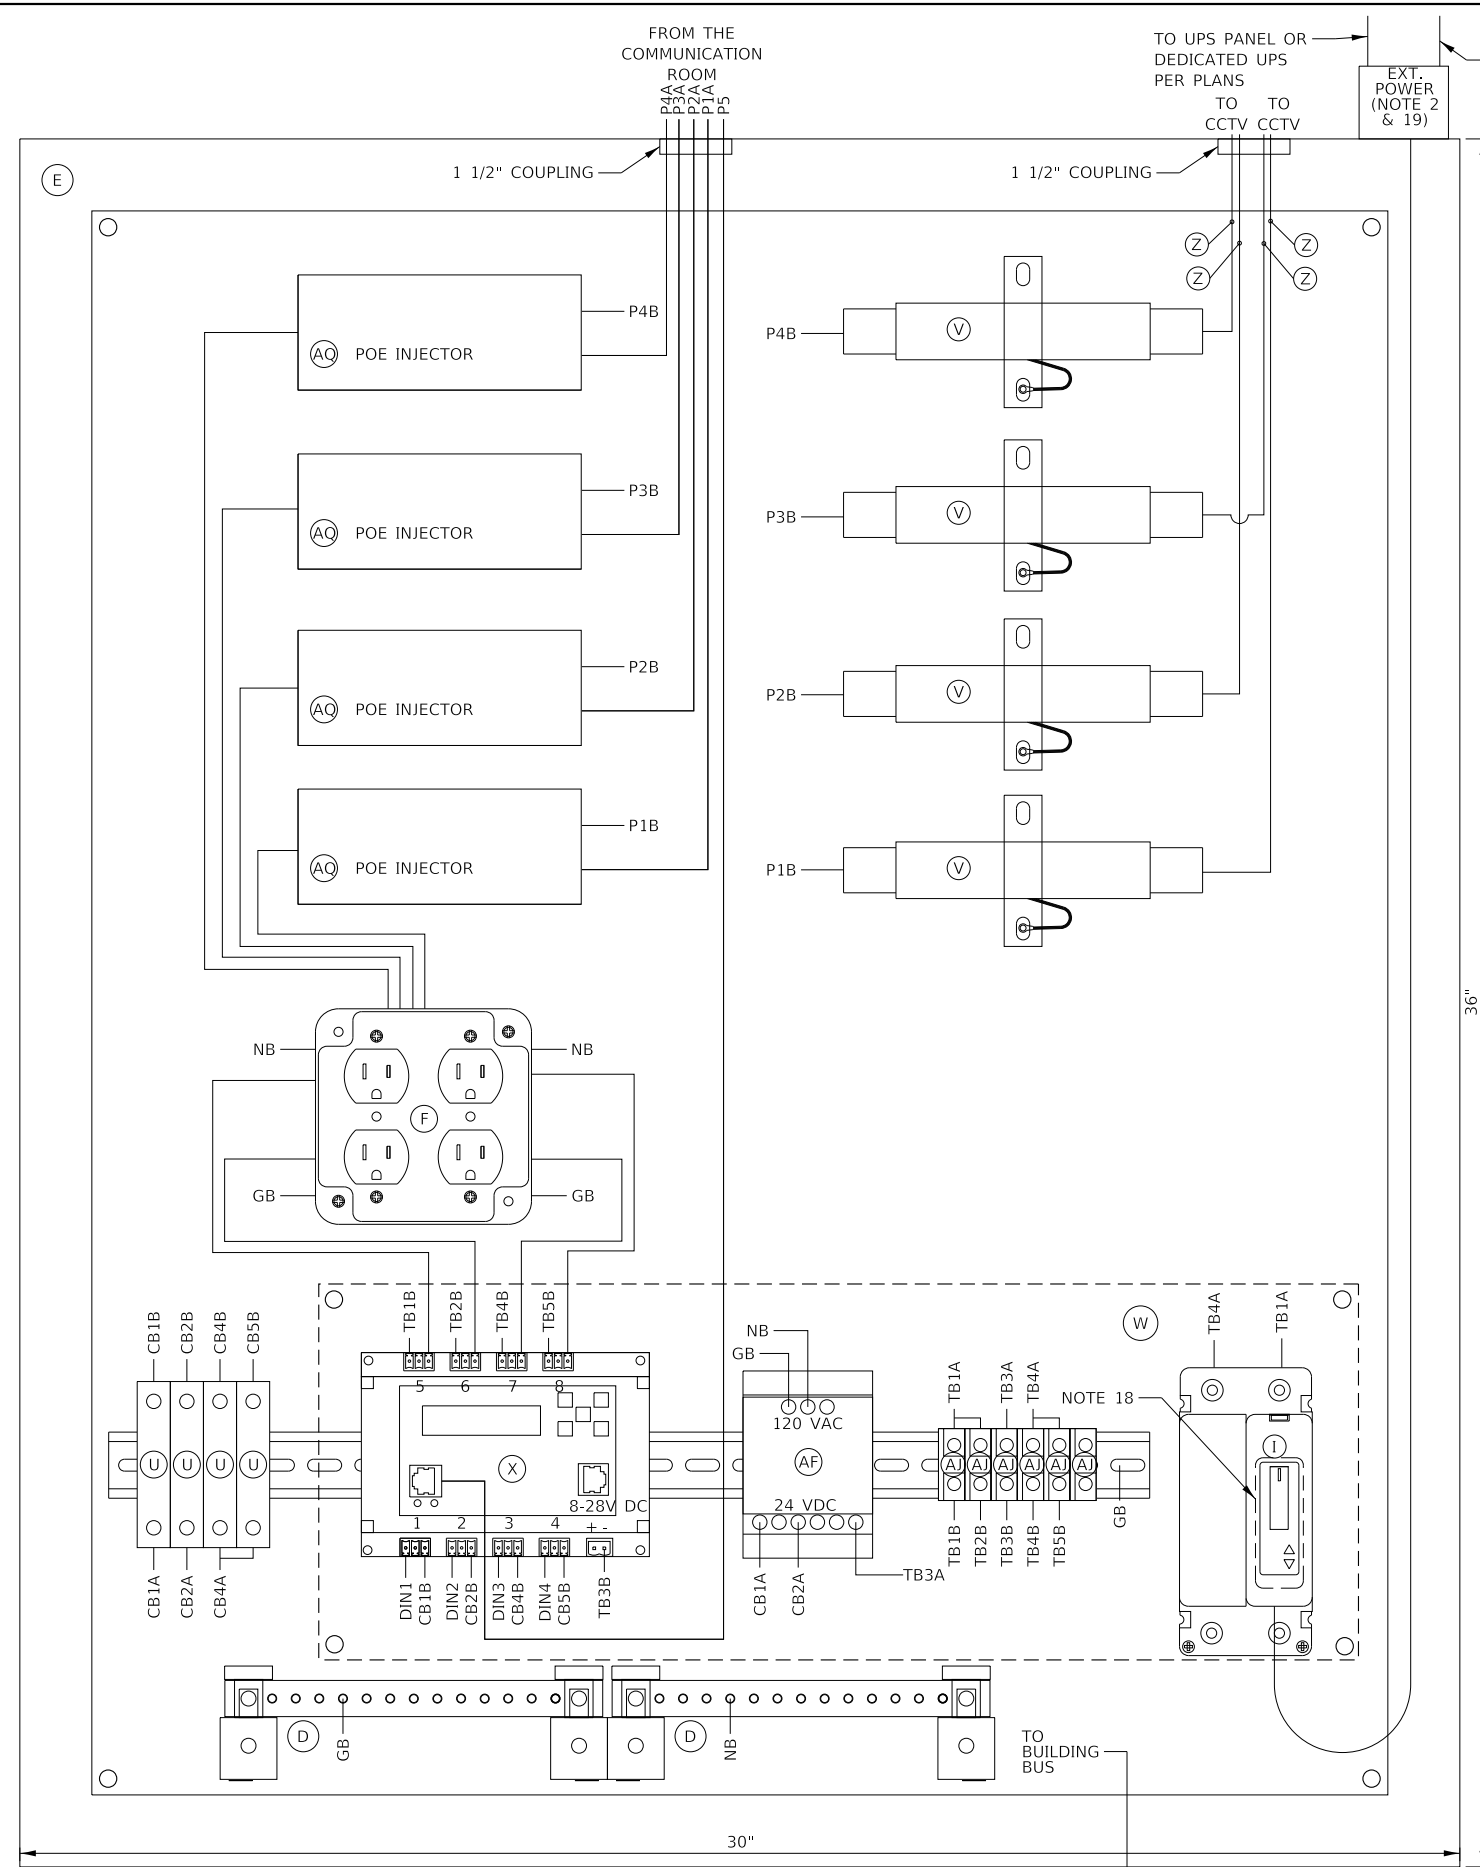 FROM THE
COMMUNICATION
ROOM
P4A
P3A
P2A
P1A
P5
TO UPS PANEL OR
DEDICATED UPS
PER PLANS
TO
CCTV
TO
CCTV
EXT.
POWER
(NOTE 2
& 19)
1 1/2" COUPLING
1 1/2" COUPLING
E
Z
Z
Z
Z
P4B
AQ POE INJECTOR
P4B
V
P3B
AQ POE INJECTOR
P3B
V
P2B
AQ POE INJECTOR
P2B
V
P1B
AQ POE INJECTOR
P1B
V
36"
NB
NB
F
GB
GB
CB1B
CB2B
CB4B
CB5B
TB1B
TB2B
TB4B
TB5B
NB
GB
W
TB4A
TB1A
TB1A
TB3A
TB4A
NOTE 18
5
6
7
8
120 VAC
U
U
U
U
X
AF
AJ
AJ
AJ
AJ
AJ
AJ
I
8-28V DC
24 VDC
1
2
3
4
+ -
GB
CB1A
CB2A
CB4A
DIN1
CB1B
DIN2
CB2B
DIN3
CB4B
DIN4
CB5B
TB3B
CB1A
CB2A
TB3A
TB1B
TB2B
TB3B
TB4B
TB5B
D
GB
D
NB
TO
BUILDING
BUS
30"